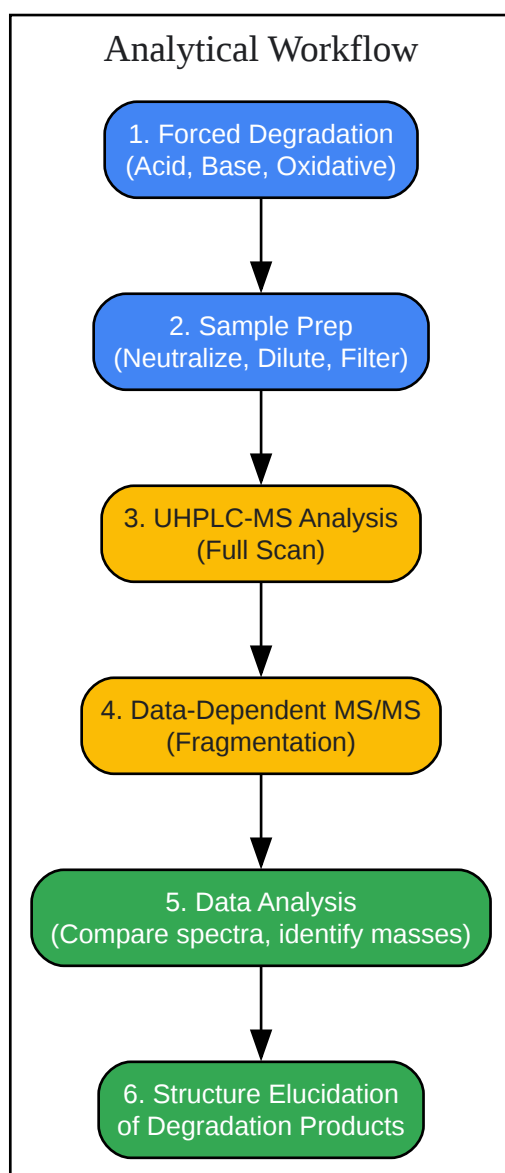 Analytical Workflow
1. Forced Degradation
(Acid, Base, Oxidative)
2. Sample Prep
(Neutralize, Dilute, Filter)
3. UHPLC-MS Analysis
(Full Scan)
4. Data-Dependent MS/MS
(Fragmentation)
5. Data Analysis
(Compare spectra, identify masses)
6. Structure Elucidation
of Degradation Products